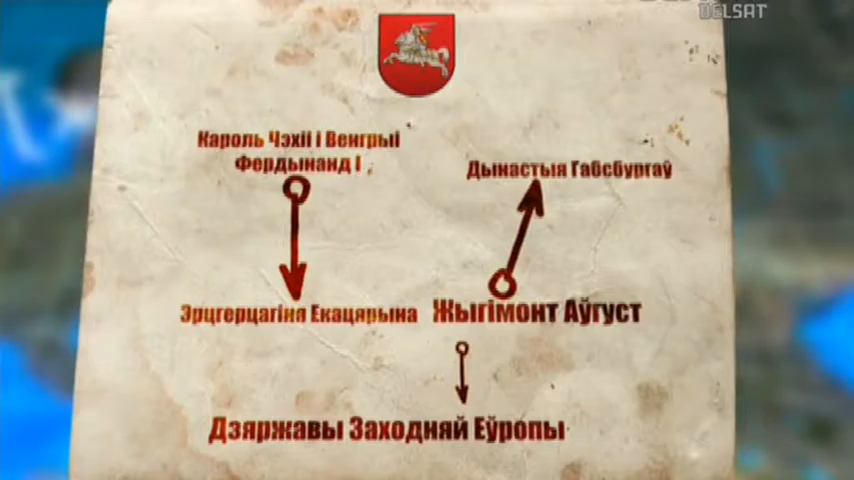 BELSAT
Кароль Чэхіі і Венгрыі
Фердынанд І
Дынастыя Габсбургаў
Эрцгерцагіня Екацярына
Жыгімонт Аўгуст
Дзяржавы Заходняй Еўропы